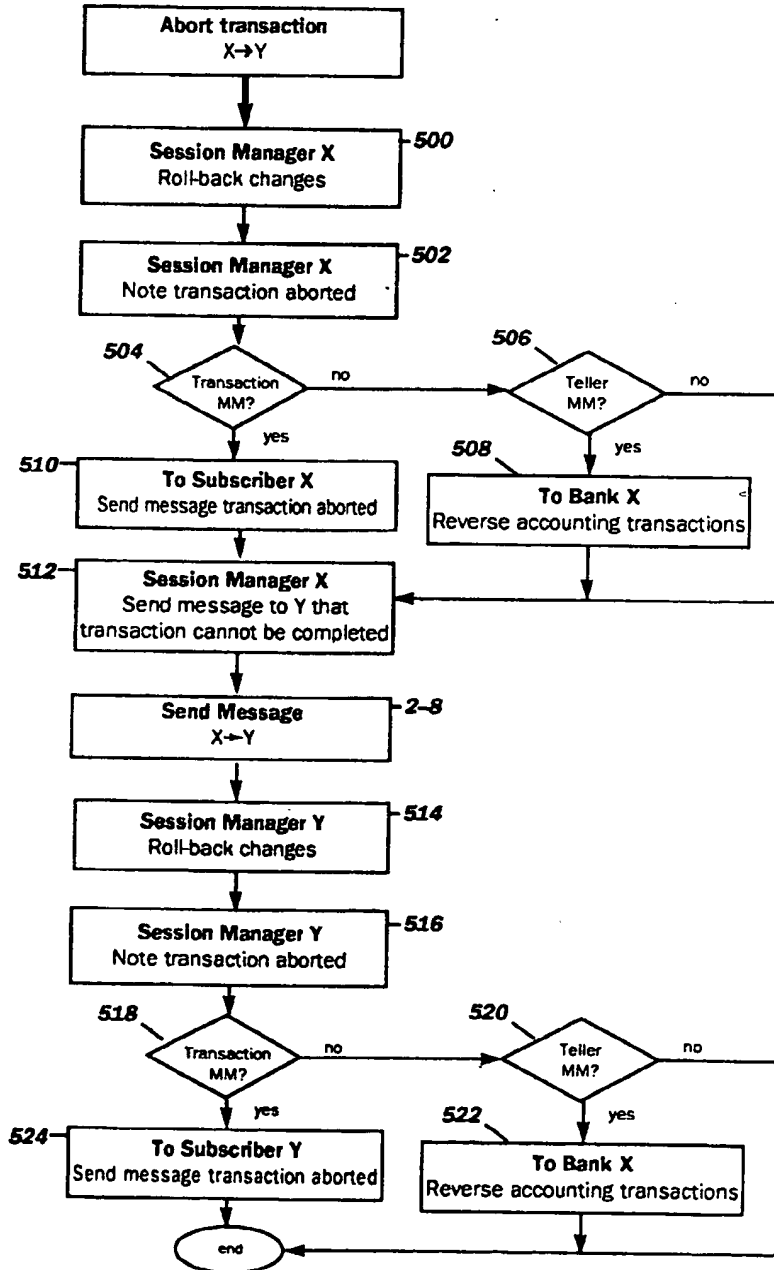 Abort transaction
X→Y
Session Manager X
Roll-back changes
500
Session Manager X
Note transaction aborted
502
504
Transaction
MM?
no
yes
506
Teller
MM?
no
yes
510
To Subscriber X
Send message transaction aborted
508
To Bank X
Reverse accounting transactions
512
Session Manager X
Send message to Y that
transaction cannot be completed
Send Message
X→Y
2-8
Session Manager Y
Roll-back changes
514
Session Manager Y
Note transaction aborted
516
518
Transaction
MM?
no
yes
520
Teller
MM?
no
yes
524
To Subscriber Y
Send message transaction aborted
522
To Bank X
Reverse accounting transactions
end